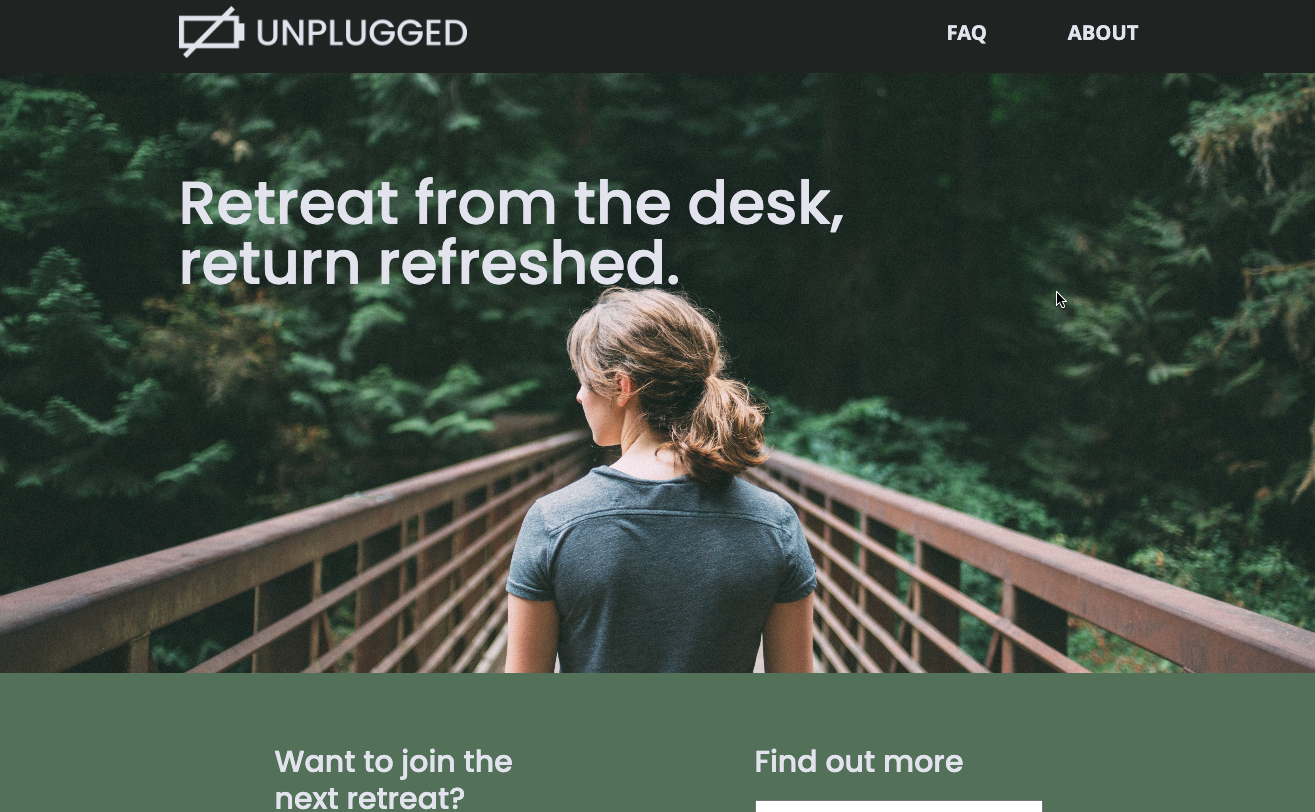 UNPLUGGED
FAQ
ABOUT
Retreat from the desk,
return refreshed.
Want to join the
next retreat?
Find out more